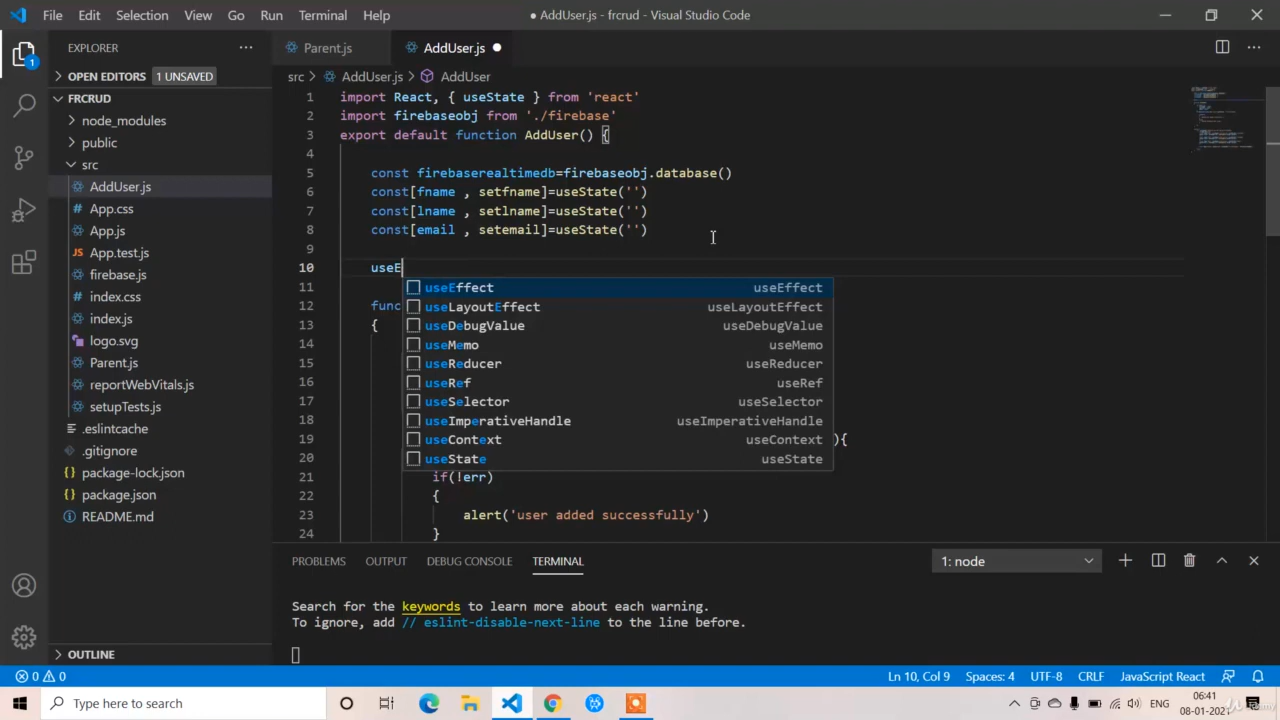 File Edit Selection View Go Run Terminal Help
● AddUser.js - frcrud - Visual Studio Code
EXPLORER
Parent.js
AddUser.js
OPEN EDITORS 1 UNSAVED
FRCRUD
node_modules
public
src
AddUser.js
App.css
App.js
App.test.js
firebase.js
index.css
index.js
logo.svg
Parent.js
reportWebVitals.js
setupTests.js
.eslintcache
.gitignore
package-lock.json
package.json
README.md
OUTLINE
src > AddUser.js > AddUser
1 import React, { useState } from 'react'
2 import firebaseobj from './firebase'
3 export default function AddUser() {
4
5 const firebaserealtimedb=firebaseobj.database()
6 const[fname , setfname]=useState('')
7 const[lname , setlname]=useState('')
8 const[email , setemail]=useState('')
9
10 useE
useEffect useEffect
11
useLayoutEffect useLayoutEffect
12 func
useDebugValue useDebugValue
13 {
useMemo useMemo
14
useReducer useReducer
15
useRef useRef
16
useSelector useSelector
17
useImperativeHandle useImperativeHandle
18
useContext useContext
19 ){
useState useState
20
21 if(!err)
22 {
23 alert('user added successfully')
24 }
PROBLEMS OUTPUT DEBUG CONSOLE TERMINAL
1: node
Search for the keywords to learn more about each warning.
To ignore, add // eslint-disable-next-line to the line before.
0 0
Ln 10, Col 9 Spaces: 4 UTF-8 CRLF JavaScript React
Type here to search
ENG
06:41
08-01-2021